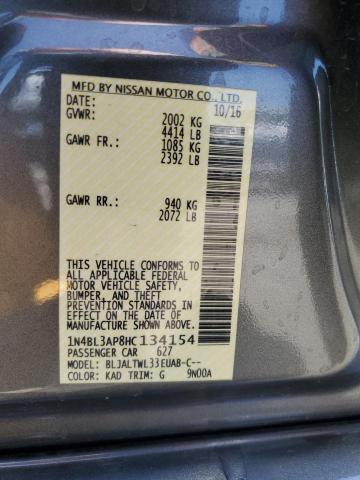 MFD BY NISSAN MOTOR CO., LTD.
DATE: 10/16
GVWR: 2002 KG
4414 LB
GAWR FR.: 1085 KG
2392 LB
GAWR RR.: 940 KG
2072 LB
THIS VEHICLE CONFORMS TO
ALL APPLICABLE FEDERAL
MOTOR VEHICLE SAFETY,
BUMPER, AND THEFT
PREVENTION STANDARDS
IN EFFECT ON THE DATE OF
MANUFACTURE SHOWN ABOVE.
1N4BL3AP8HC134154
PASSENGER CAR 627
MODEL: BLJALTWL33EUAB-C--
COLOR: KAD TRIM: G 9N00A